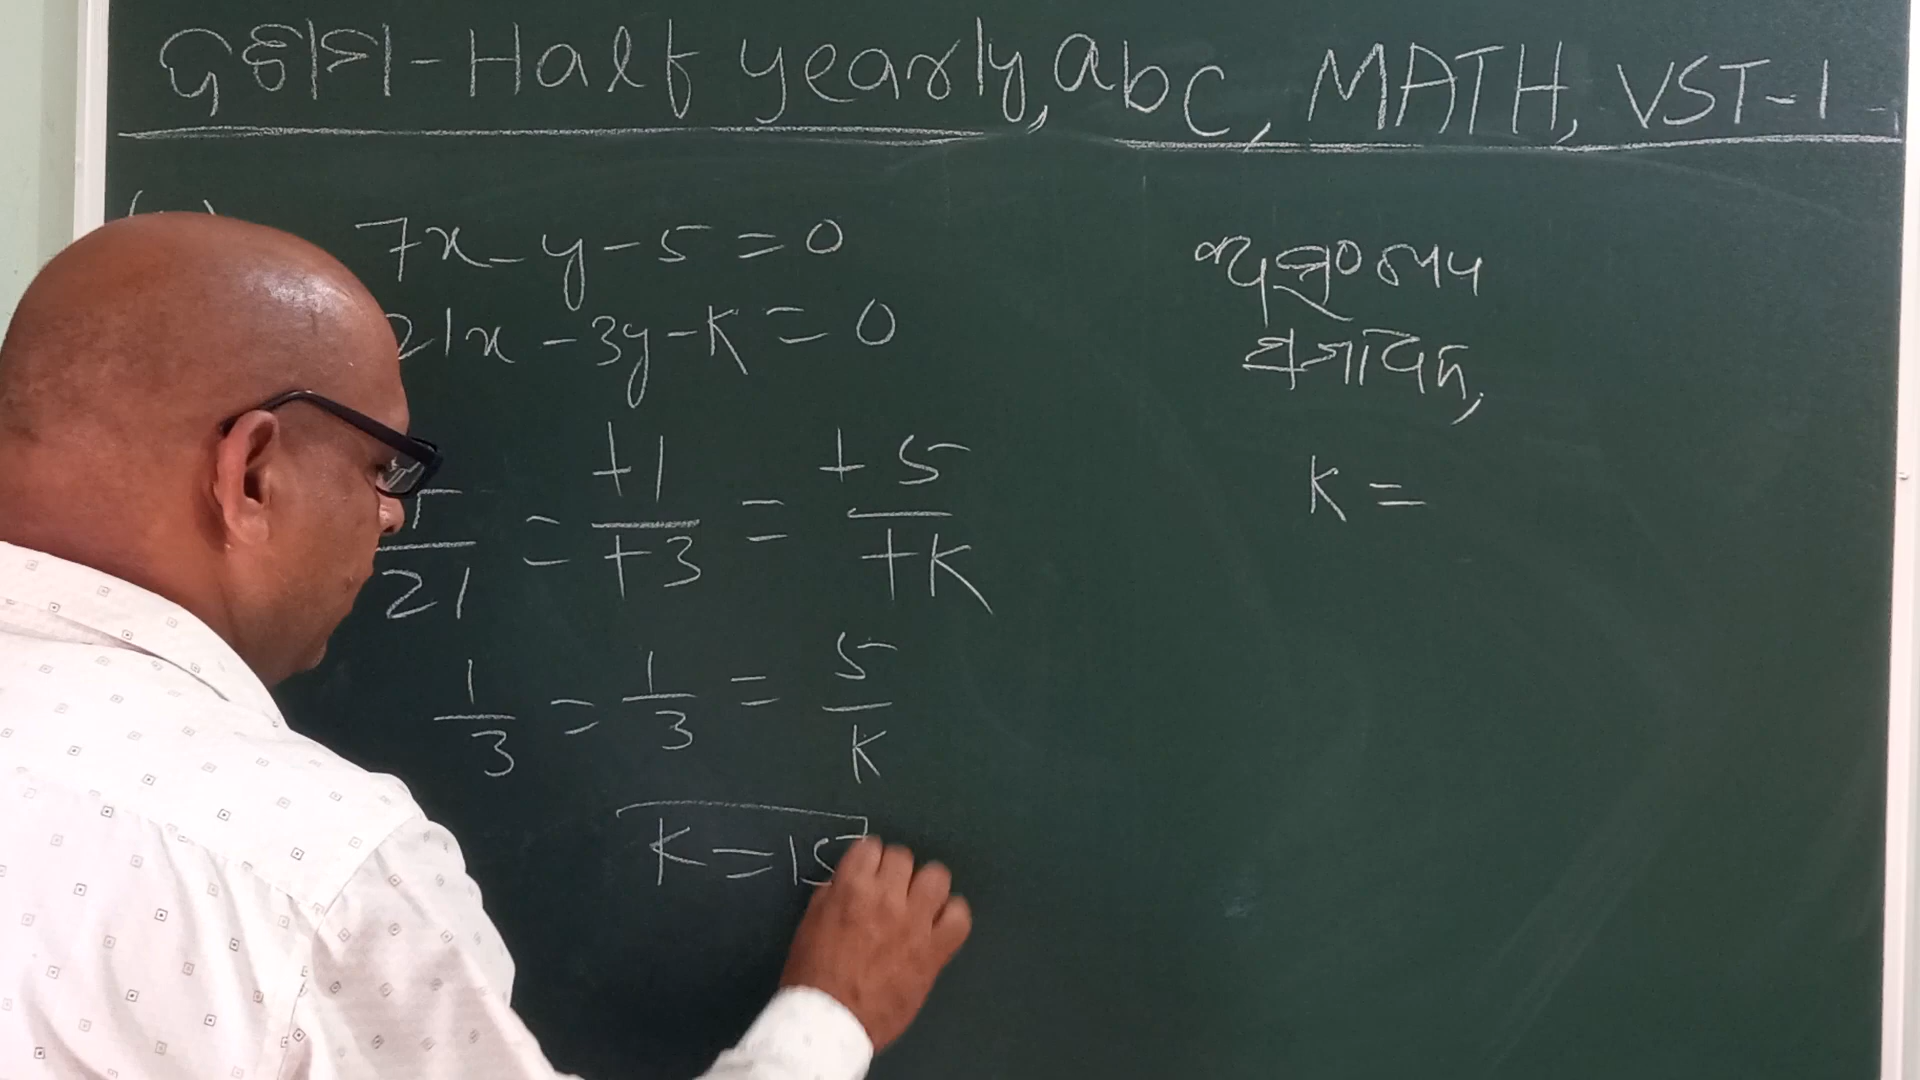 ଦଶମ-Half yearly, abc, MATH, VST-1
7x - y - 5 = 0
21x - 3y - K = 0
7/21 = +1/+3 = +5/+K
1/3 = 1/3 = 5/K
K = 15
K =